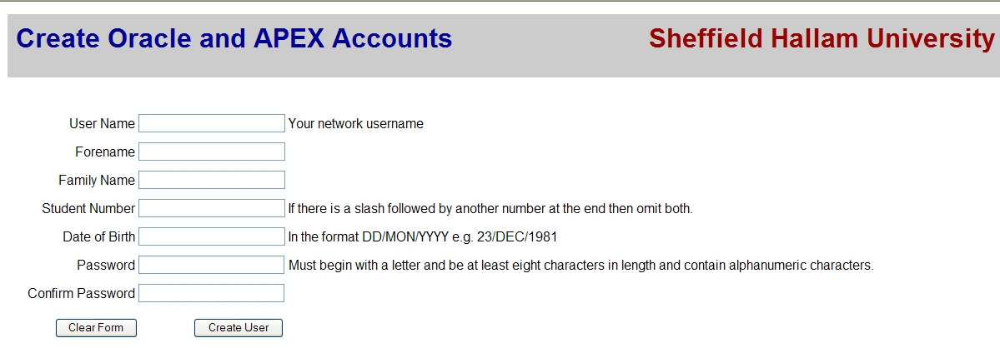 Create Oracle and APEX Accounts Sheffield Hallam University
User Name Your network username
Forename
Family Name
Student Number If there is a slash followed by another number at the end then omit both.
Date of Birth In the format DD/MON/YYYY e.g. 23/DEC/1981
Password Must begin with a letter and be at least eight characters in length and contain alphanumeric characters.
Confirm Password
Clear Form Create User